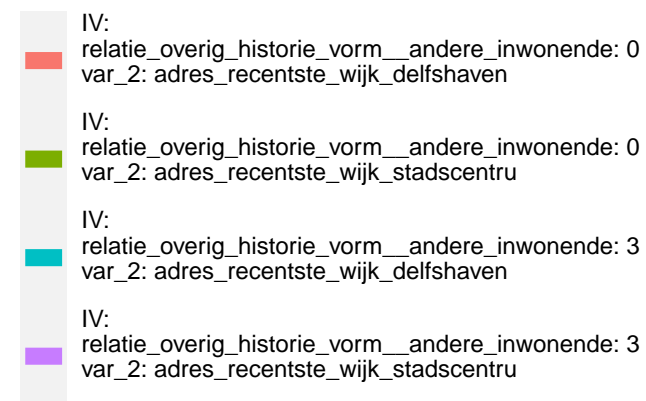 IV:
relatie_overig_historie_vorm__andere_inwonende: 0
var_2: adres_recentste_wijk_delfshaven
IV:
relatie_overig_historie_vorm__andere_inwonende: 0
var_2: adres_recentste_wijk_stadscentru
IV:
relatie_overig_historie_vorm__andere_inwonende: 3
var_2: adres_recentste_wijk_delfshaven
IV:
relatie_overig_historie_vorm__andere_inwonende: 3
var_2: adres_recentste_wijk_stadscentru